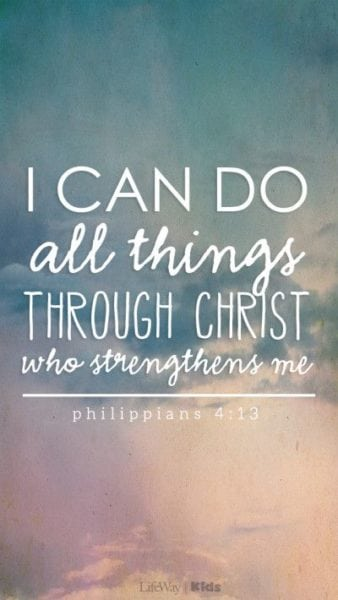 I CAN DO
all things
THROUGH CHRIST
who strengthens me
philippians 4:13
LifeWay | Kids